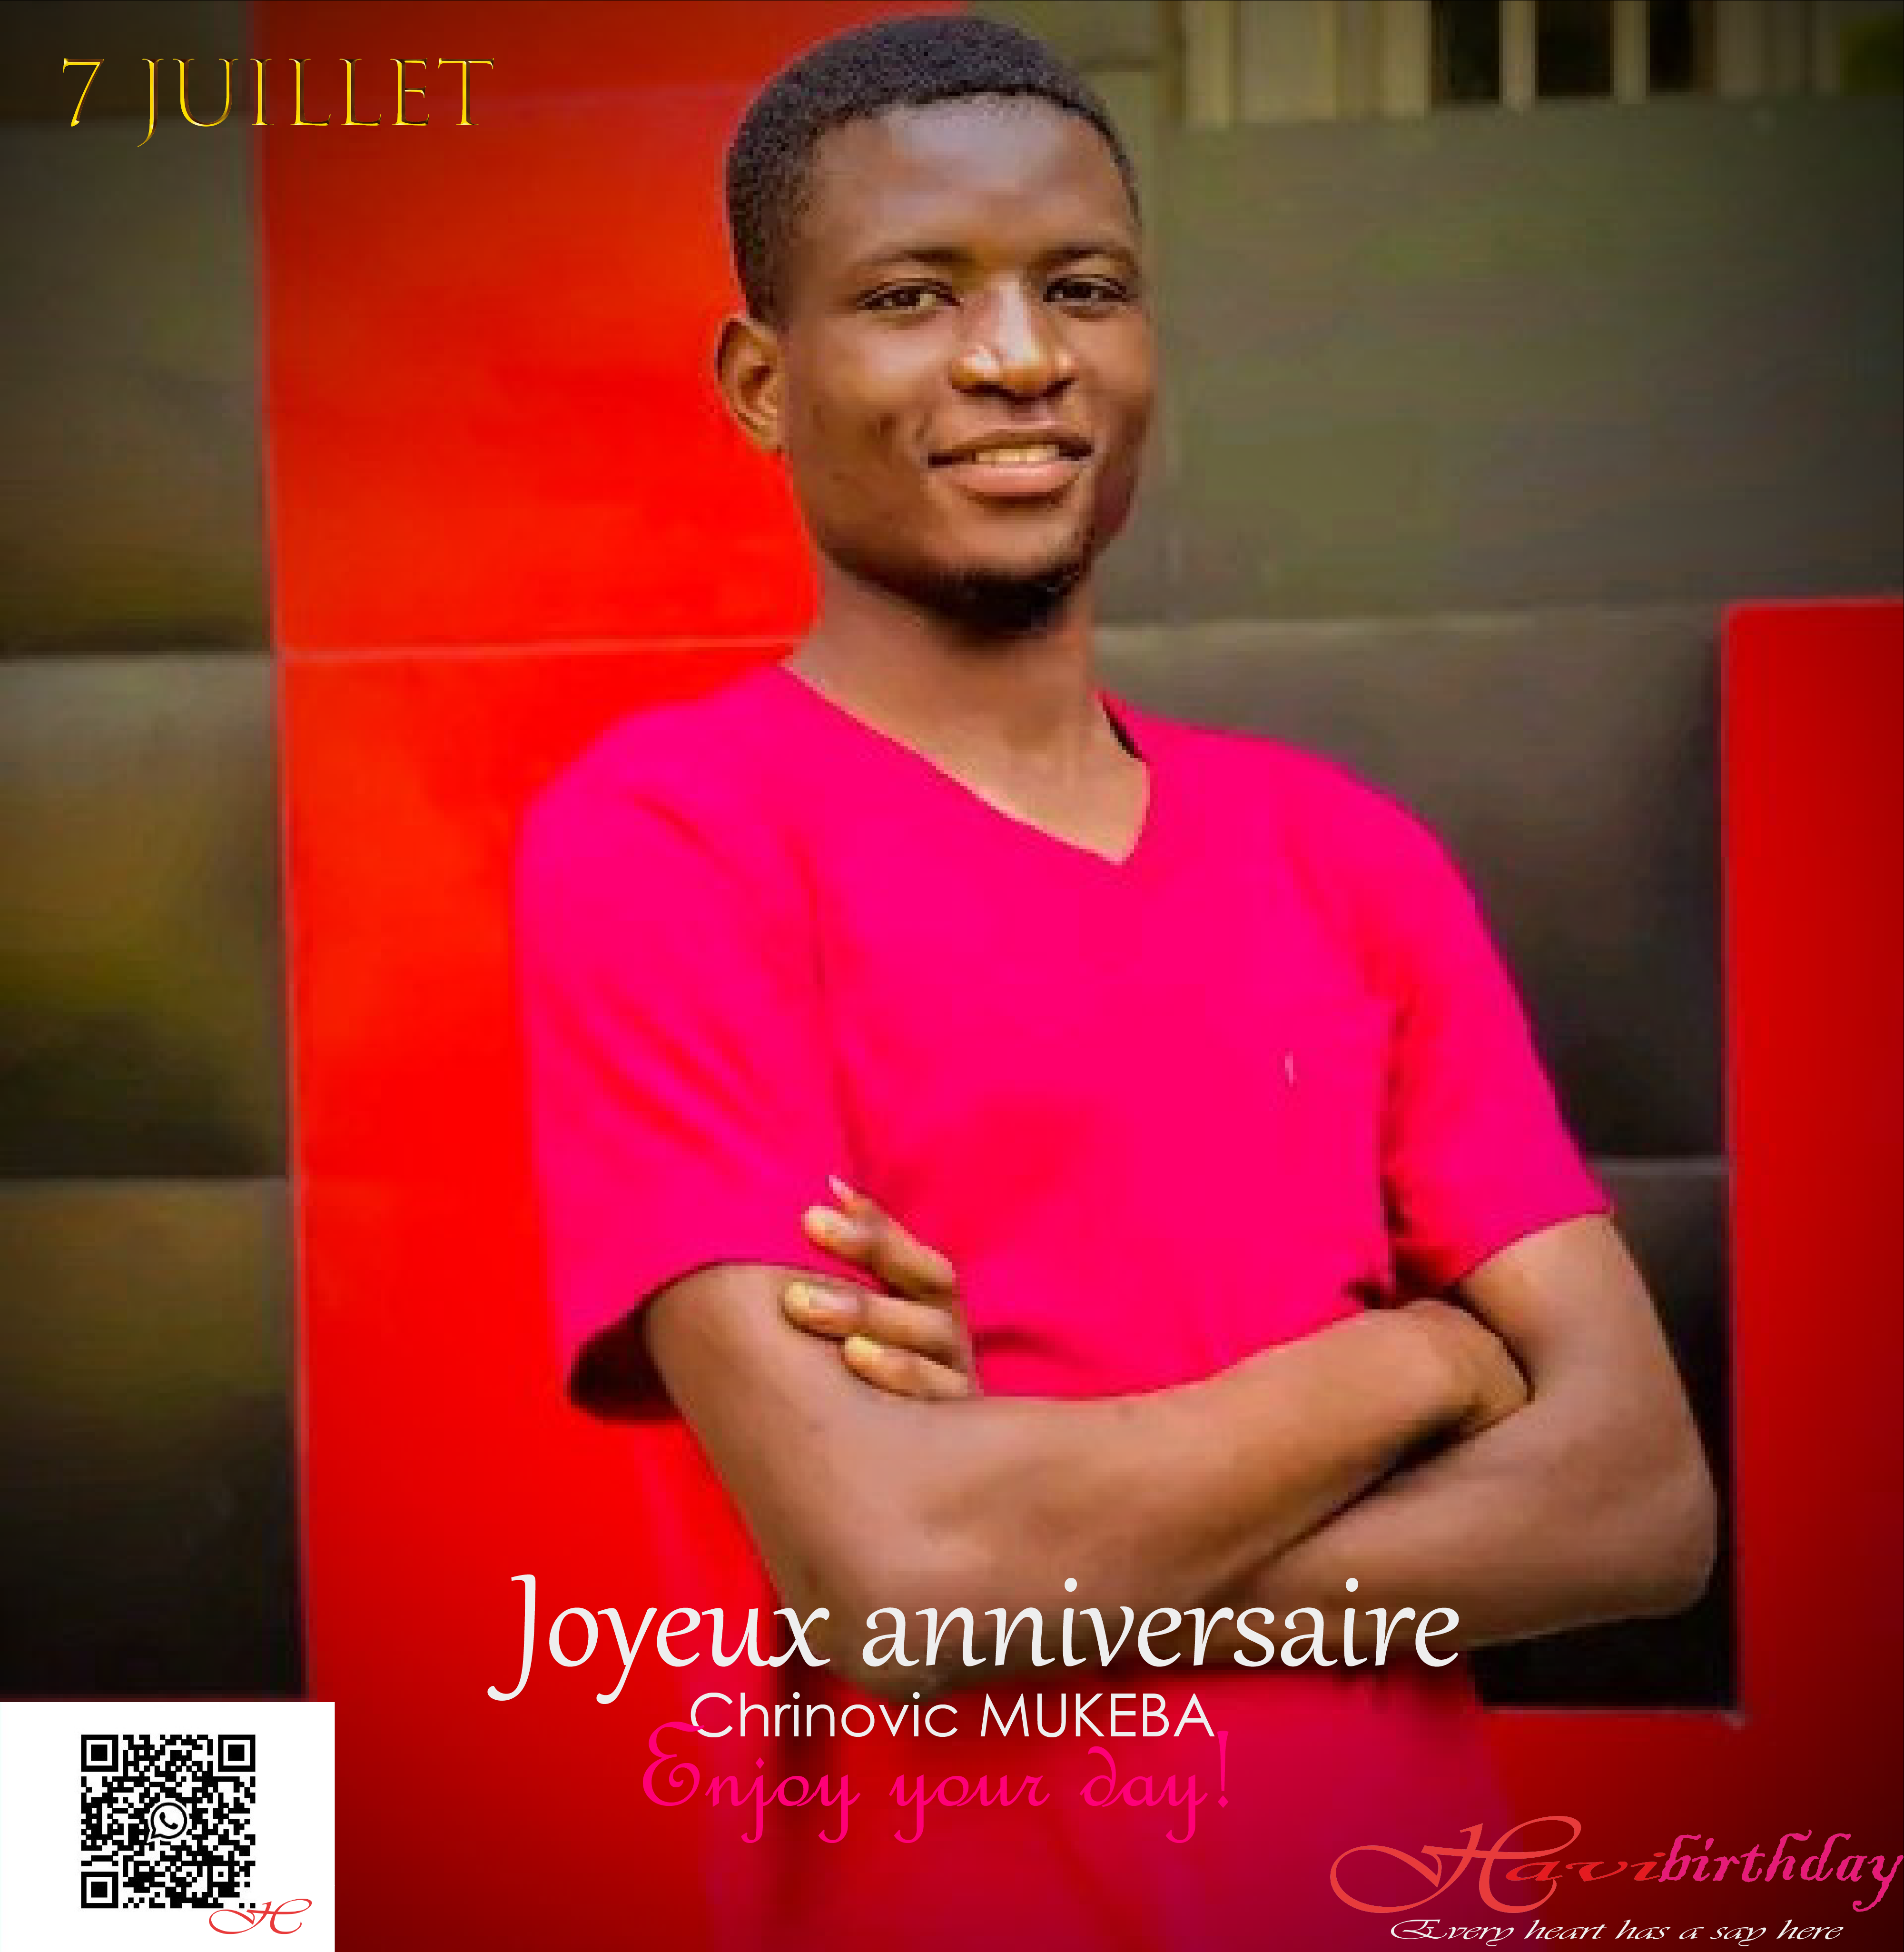 7 JUILLET
Joyeux anniversaire
Chrinovic MUKEBA
Enjoy your day!
H
Havibirthday
Every heart has a say here